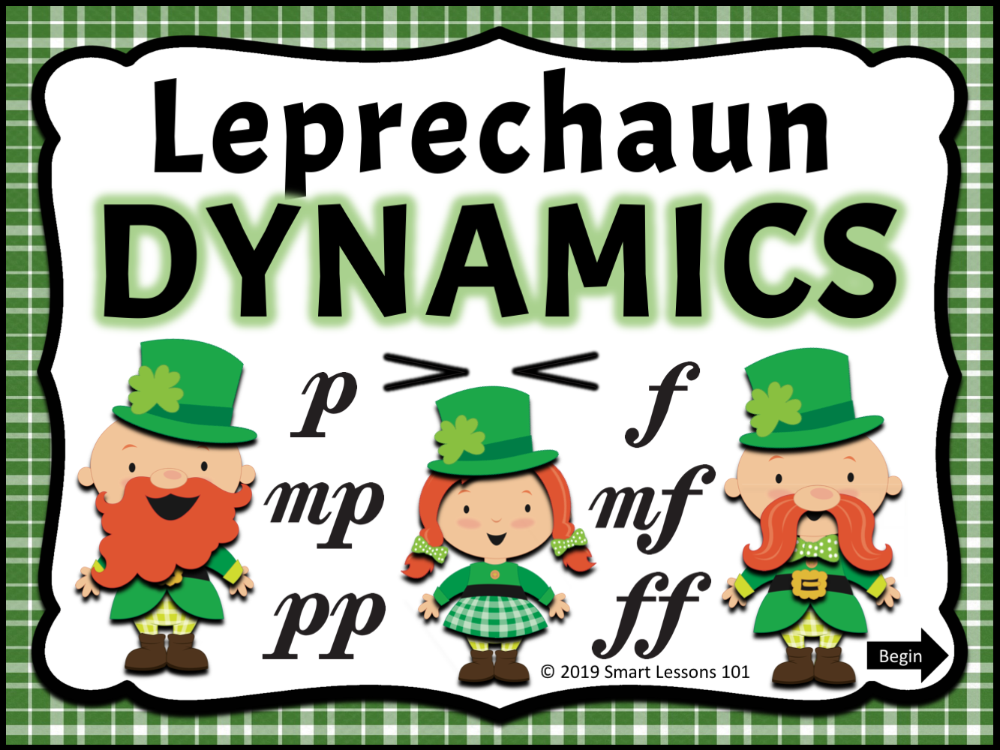 Leprechaun
DYNAMICS
> <
p f
mp mf
pp ff
© 2019 Smart Lessons 101
Begin